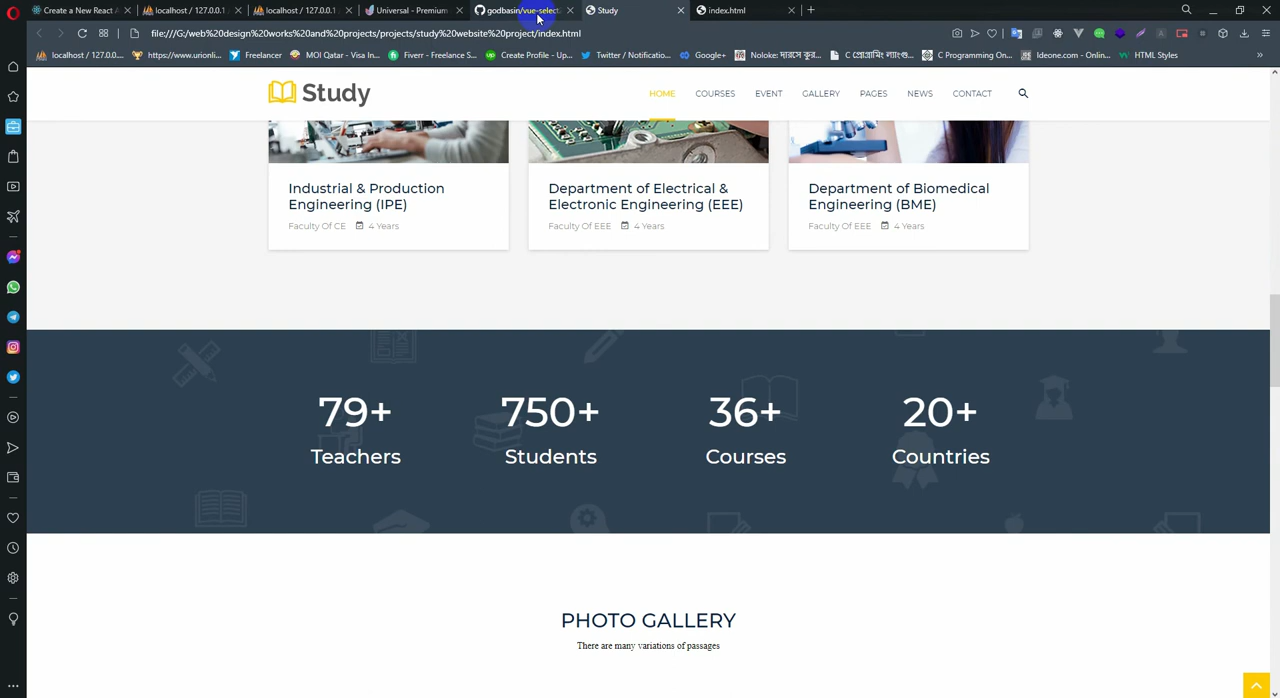 Create a New React A
localhost / 127.0.0.1
localhost / 127.0.0.1
Universal - Premium
godbasin/vue-select
Study
index.html
file:///G:/web%20design%20works%20and%20projects/projects/study%20website%20project/index.html
localhost / 127.0.0....
https://www.urionli...
Freelancer
MOI Qatar - Visa In...
Fiverr - Freelance S...
Create Profile - Up...
Twitter / Notificatio...
Google+
Noloke: দারসে কুর...
C প্রোগ্রামিং ল্যাংগু...
C Programming On...
Ideone.com - Onlin...
HTML Styles
Study
HOME COURSES EVENT GALLERY PAGES NEWS CONTACT
Industrial & Production
Engineering (IPE)
Faculty Of CE 4 Years
Department of Electrical &
Electronic Engineering (EEE)
Faculty Of EEE 4 Years
Department of Biomedical
Engineering (BME)
Faculty Of EEE 4 Years
79+ 750+ 36+ 20+
Teachers Students Courses Countries
PHOTO GALLERY
There are many variations of passages